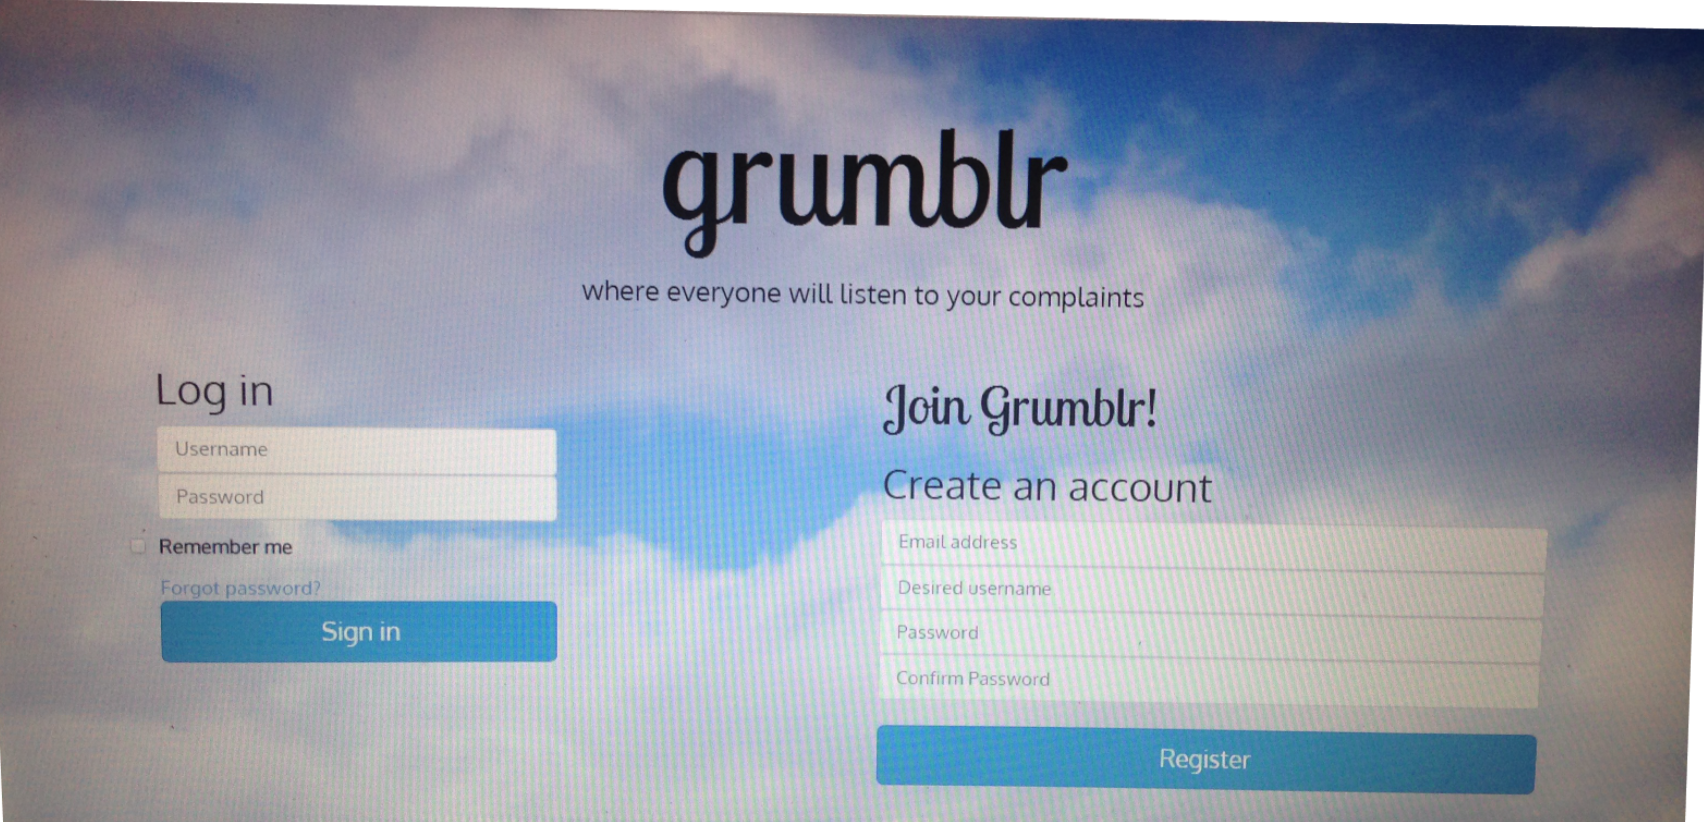 grumblr
where everyone will listen to your complaints
Log in
Username
Password
Remember me
Forgot password?
Sign in
Join Grumblr!
Create an account
Email address
Desired username
Password
Confirm Password
Register